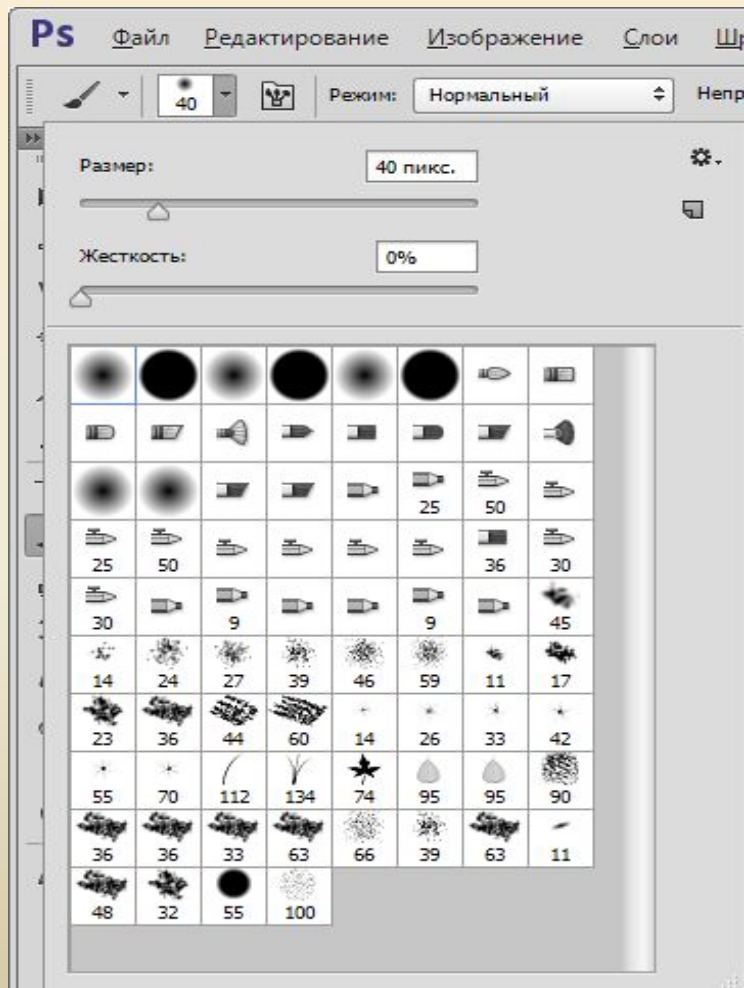 Ps Файл Редактирование Изображение Слои
40 Режим: Нормальный
Размер: 40 пикс.
Жесткость: 0%
25 50
25 50 36 30
30 9 9 45
14 24 27 39 46 59 11 17
23 36 44 60 14 26 33 42
55 70 112 134 74 95 95 90
36 36 33 63 66 39 63 11
48 32 55 100